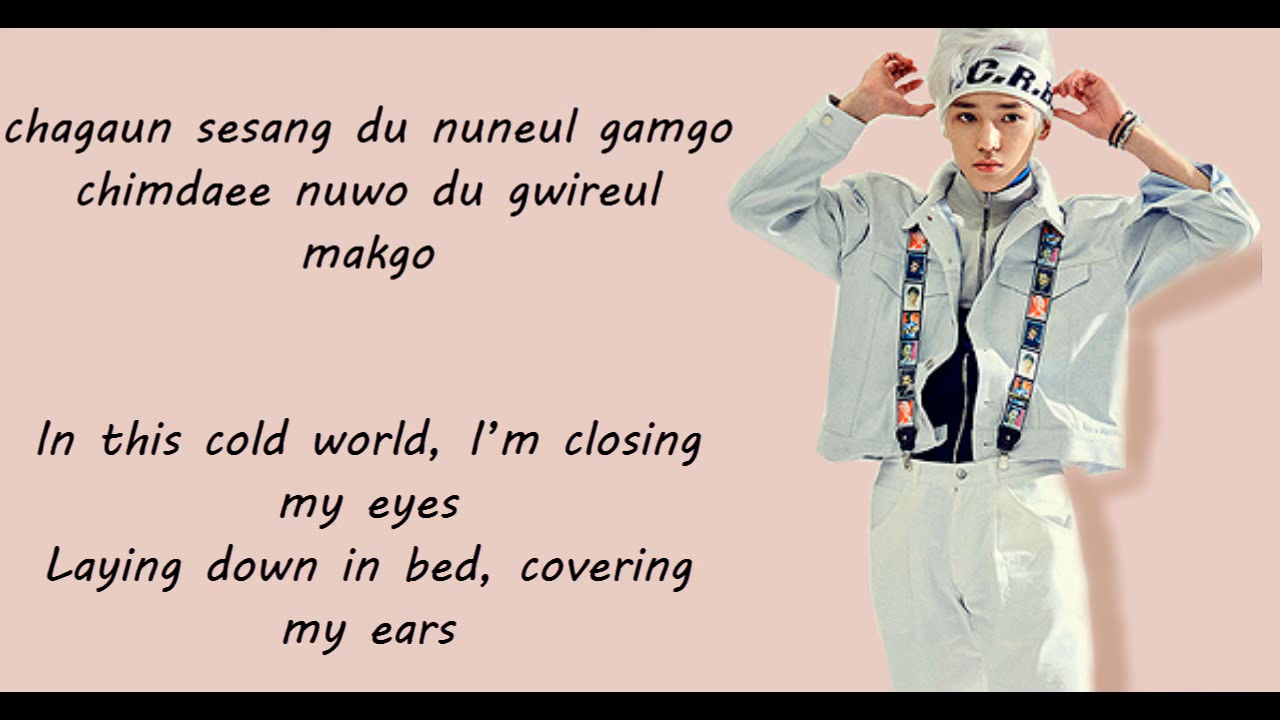 chagaun sesang du nuneul gamgo
chimdaee nuwo du gwireul
makgo
In this cold world, I’m closing
my eyes
Laying down in bed, covering
my ears
.C.R.